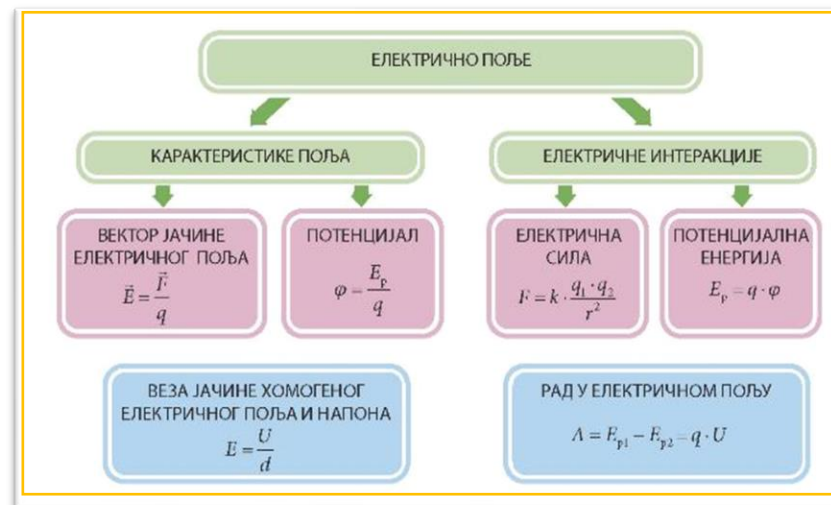 ЕЛЕКТРИЧНО ПОЉЕ
КАРАКТЕРИСТИКЕ ПОЉА
ЕЛЕКТРИЧНЕ ИНТЕРАКЦИЈЕ
ВЕКТОР ЈАЧИНЕ
ЕЛЕКТРИЧНОГ ПОЉА
E⃗ = F⃗ / q
ПОТЕНЦИЈАЛ
φ = Eₚ / q
ЕЛЕКТРИЧНА
СИЛА
F = k · q₁ · q₂ / r²
ПОТЕНЦИЈАЛНА
ЕНЕРГИЈА
Eₚ = q · φ
ВЕЗА ЈАЧИНЕ ХОМОГЕНОГ
ЕЛЕКТРИЧНОГ ПОЉА И НАПОНА
E = U / d
РАД У ЕЛЕКТРИЧНОМ ПОЉУ
A = Eₚ₁ − Eₚ₂ = q · U